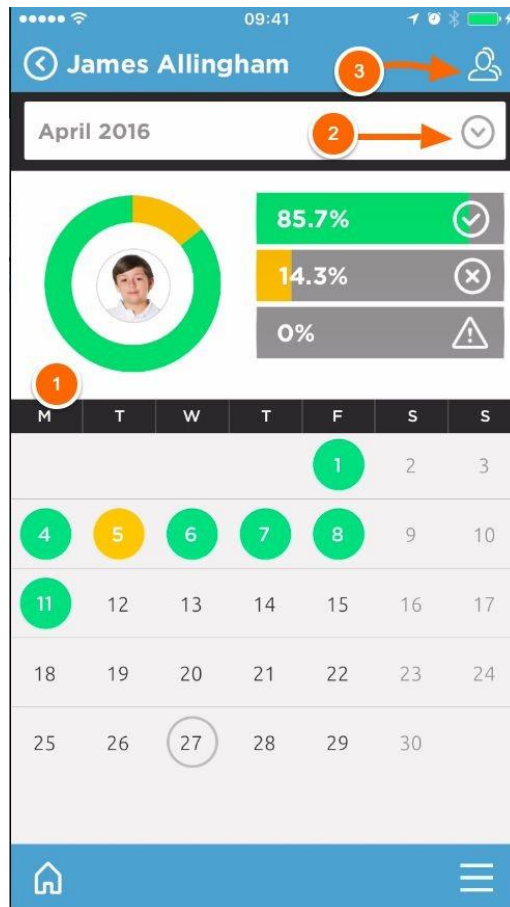 09:41
James Allingham
3
April 2016
2
85.7%
14.3%
0%
1
M T W T F S S
1 2 3
4 5 6 7 8 9 10
11 12 13 14 15 16 17
18 19 20 21 22 23 24
25 26 27 28 29 30